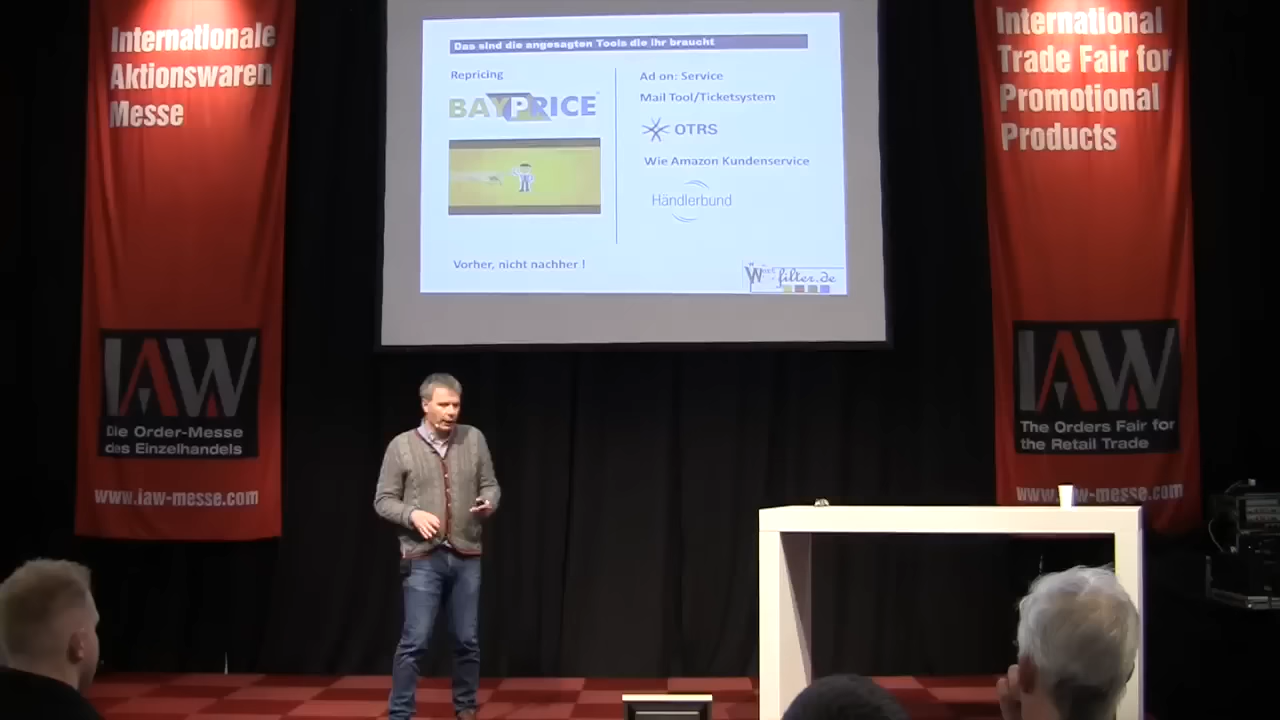 Internationale
Aktionswaren
Messe
IAW
Die Order-Messe
des Einzelhandels
www.iaw-messe.com
Das sind die angesagten Tools die ihr braucht
Repricing
BAYPRICE
Vorher, nicht nachher !
Ad on: Service
Mail Tool/Ticketsystem
OTRS
Wie Amazon Kundenservice
Händlerbund
filter.de
International
Trade Fair for
Promotional
Products
IAW
The Orders Fair for
the Retail Trade
www.iaw-messe.com